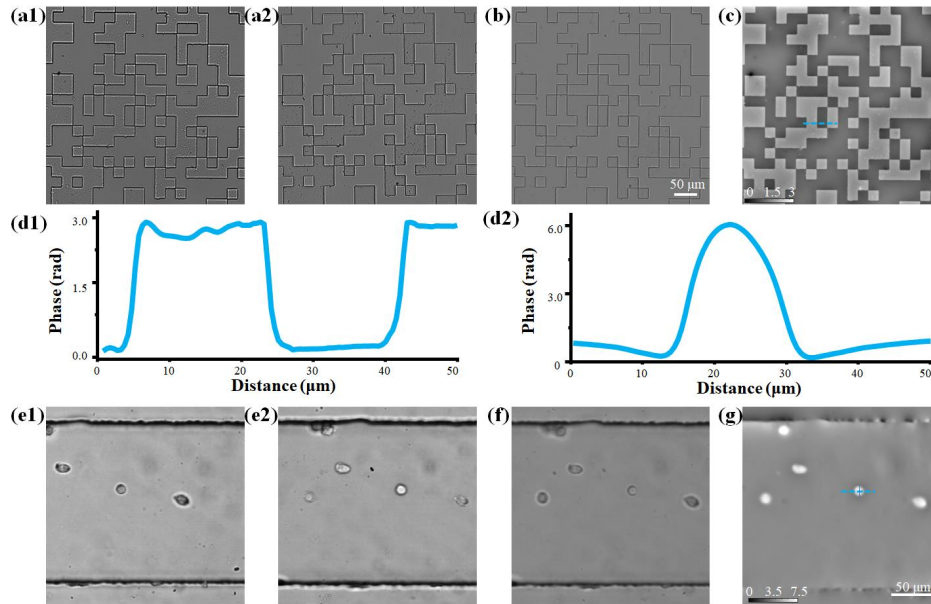 (a1)
(a2)
(b)
(c)
50 μm
0 1.5 3
(d1)
3.0
1.5
0.0
Phase (rad)
0 10 20 30 40 50
Distance (μm)
(d2)
6.0
3.0
0
Phase (rad)
0 20 30 40 50
Distance (μm)
(e1)
(e2)
(f)
(g)
0 3.5 7.5
50 μm